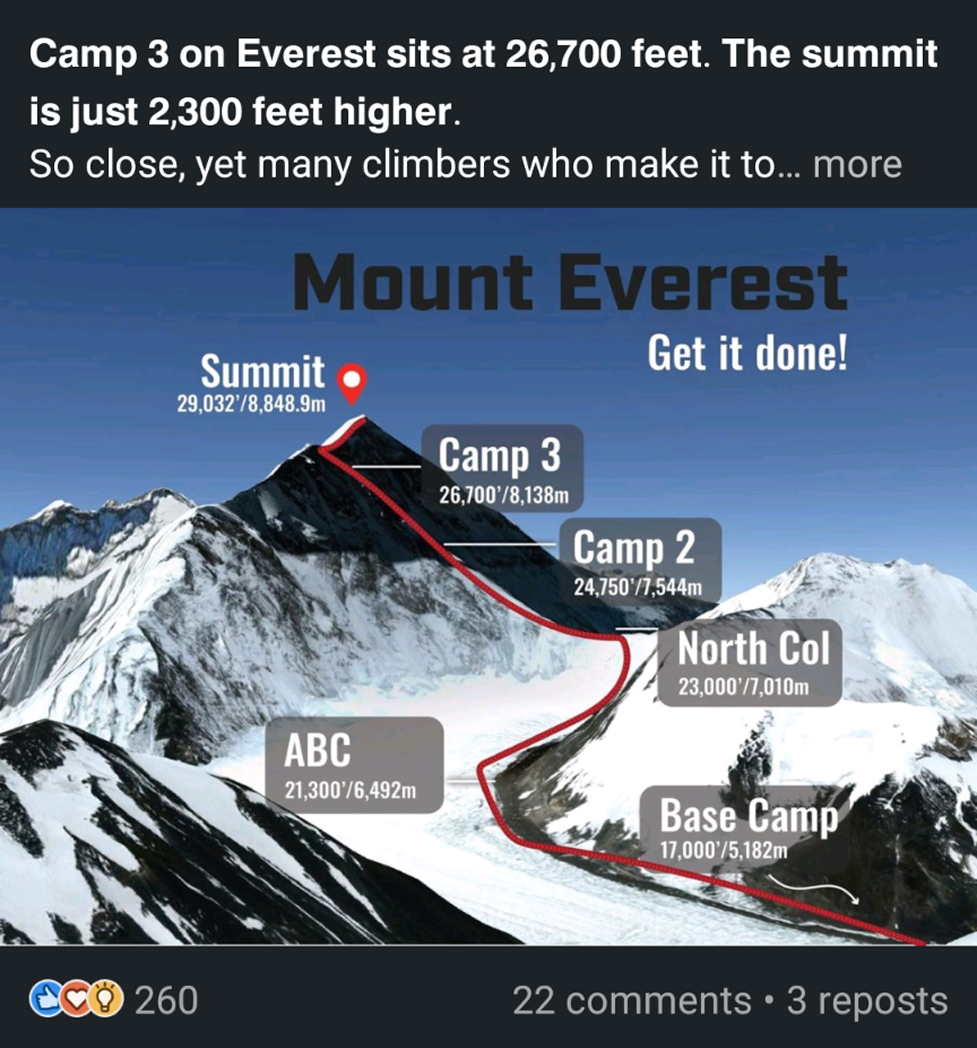 Camp 3 on Everest sits at 26,700 feet. The summit
is just 2,300 feet higher.
So close, yet many climbers who make it to... more
Mount Everest
Get it done!
Summit
29,032'/8,848.9m
Camp 3
26,700'/8,138m
Camp 2
24,750'/7,544m
North Col
23,000'/7,010m
ABC
21,300'/6,492m
Base Camp
17,000'/5,182m
260
22 comments • 3 reposts